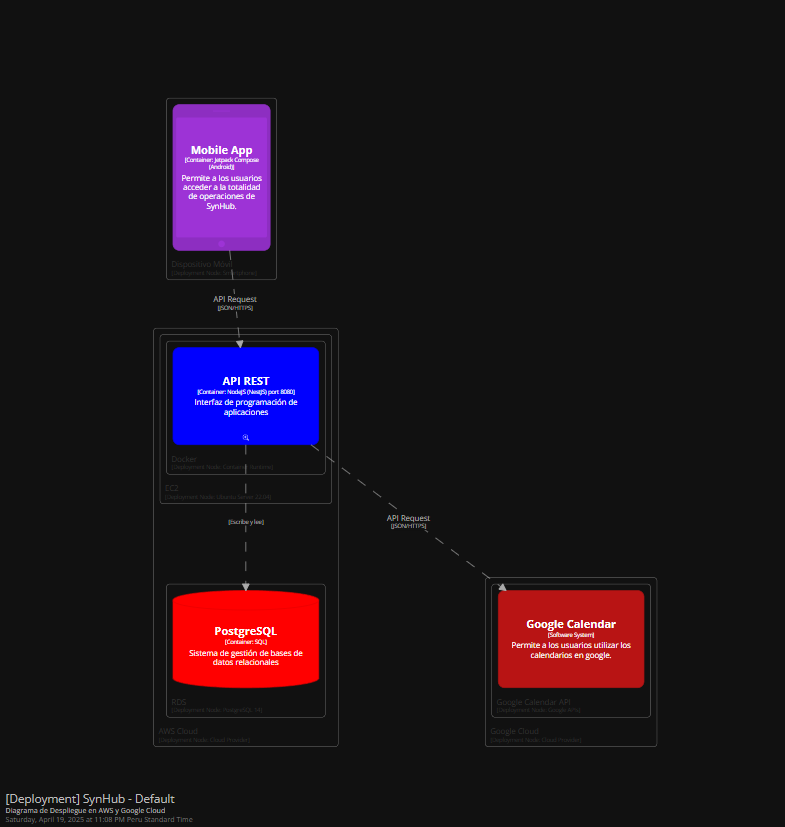 Mobile App
[Container: Jetpack Compose
(Android)]
Permite a los usuarios
acceder a la totalidad
de operaciones de
SynHub.
Dispositivo Móvil
[Deployment Node:
API Request
[JSON/HTTPS]
API REST
[Container: NodeJS (NestJS) port 8080]
Interfaz de programación de
aplicaciones
Docker
[Deployment Node: Container Runtime]
EC2
[Deployment Node: Ubuntu Server
[Escribe y lee]
API Request
[JSON/HTTPS]
PostgreSQL
[Container: SQL]
Sistema de gestión de bases de
datos relacionales
RDS
[Deployment Node: PostgreSQL
AWS Cloud
[Deployment Node: Cloud Provider]
Google Calendar
[Software System]
Permite a los usuarios utilizar los
calendarios en google.
Google Calendar API
[Deployment Node: Google APIs]
Google Cloud
[Deployment Node: Cloud Provider]
[Deployment] SynHub - Default
Diagrama de Despliegue en AWS y Google Cloud
Saturday, April 19, 2025 at 11:08 PM Peru Standard Time